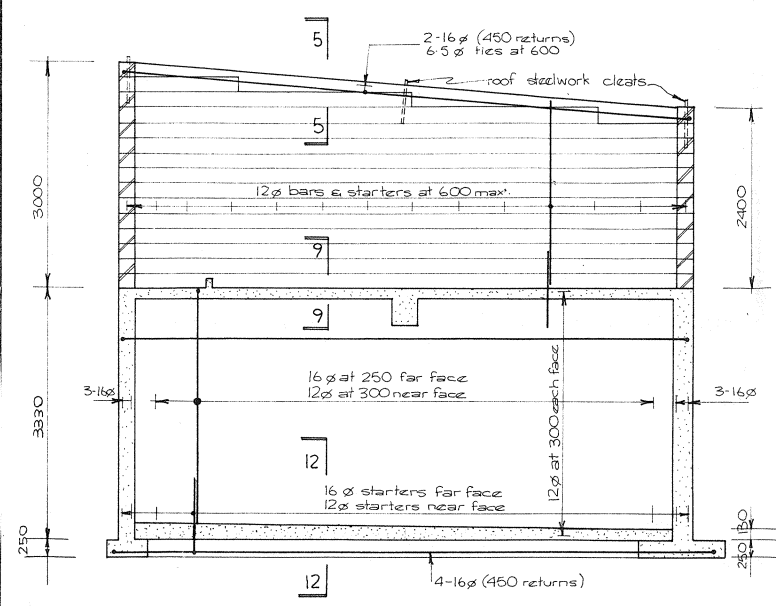 5
2-16ø (450 returns)
6.5 ø ties at 600
roof steelwork cleats
5
3000
12ø bars & starters at 600 max.
2400
9
9
16 ø at 250 far face
12ø at 300 near face
3-16ø
3-16ø
3330
12ø at 300 each face
12
16 ø starters far face
12ø starters near face
250
130
250
4-16ø (450 returns)
12